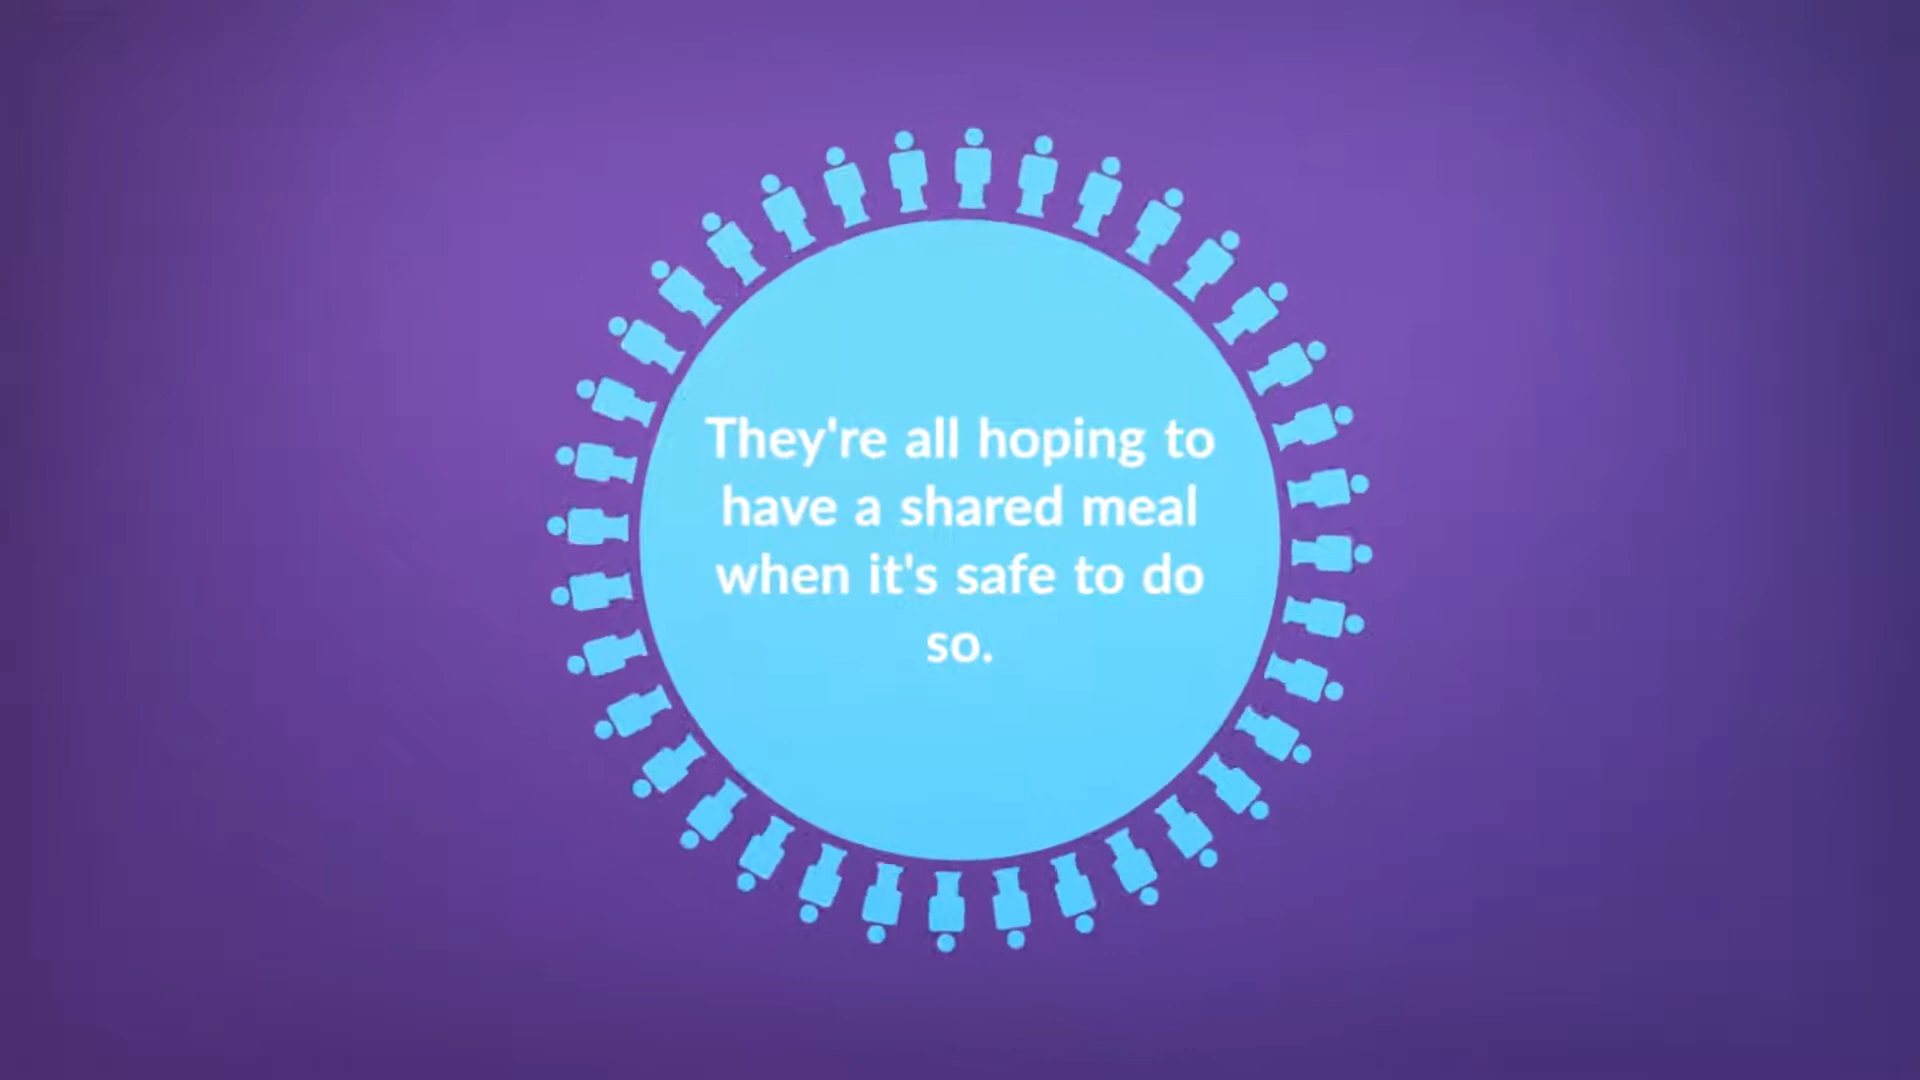 They're all hoping to
have a shared meal
when it's safe to do
so.